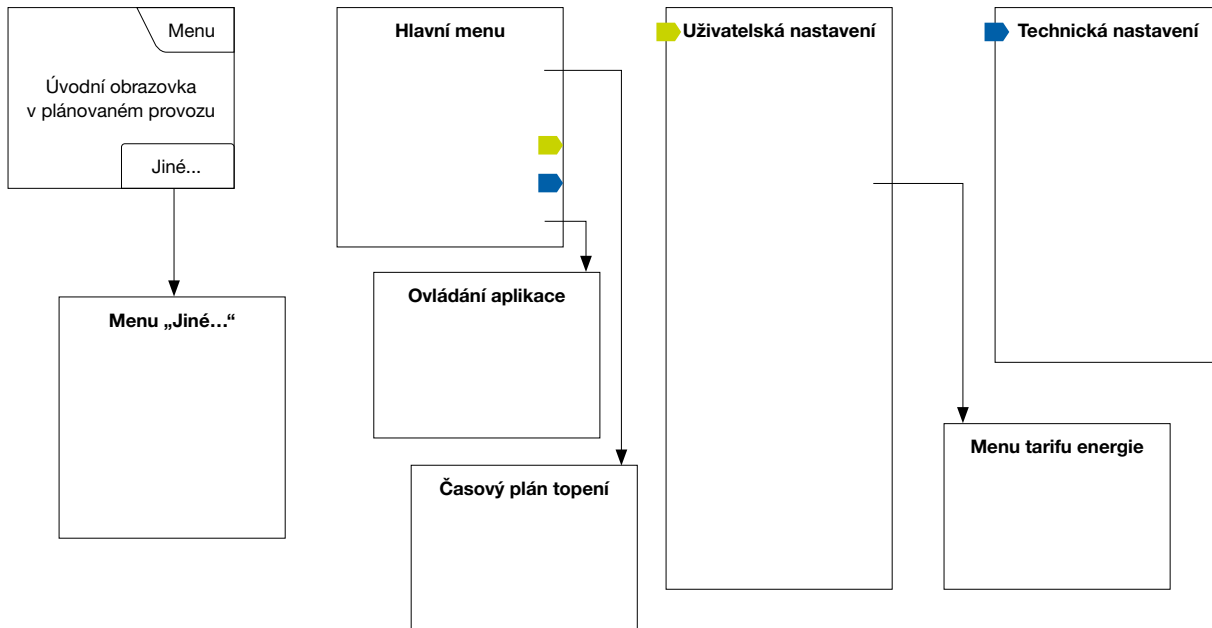 Menu
Úvodní obrazovka
v plánovaném provozu
Jiné...
Menu „Jiné…“
Hlavní menu
Ovládání aplikace
Časový plán topení
Uživatelská nastavení
Menu tarifu energie
Technická nastavení